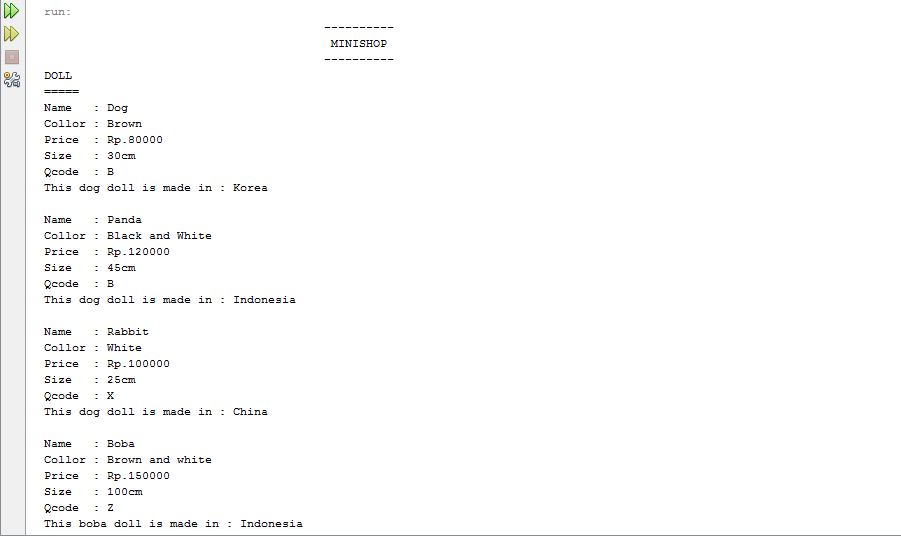 run:
----------
MINISHOP
----------
DOLL
=====
Name   : Dog
Collor : Brown
Price  : Rp.80000
Size   : 30cm
Qcode  : B
This dog doll is made in : Korea

Name   : Panda
Collor : Black and White
Price  : Rp.120000
Size   : 45cm
Qcode  : B
This dog doll is made in : Indonesia

Name   : Rabbit
Collor : White
Price  : Rp.100000
Size   : 25cm
Qcode  : X
This dog doll is made in : China

Name   : Boba
Collor : Brown and white
Price  : Rp.150000
Size   : 100cm
Qcode  : Z
This boba doll is made in : Indonesia